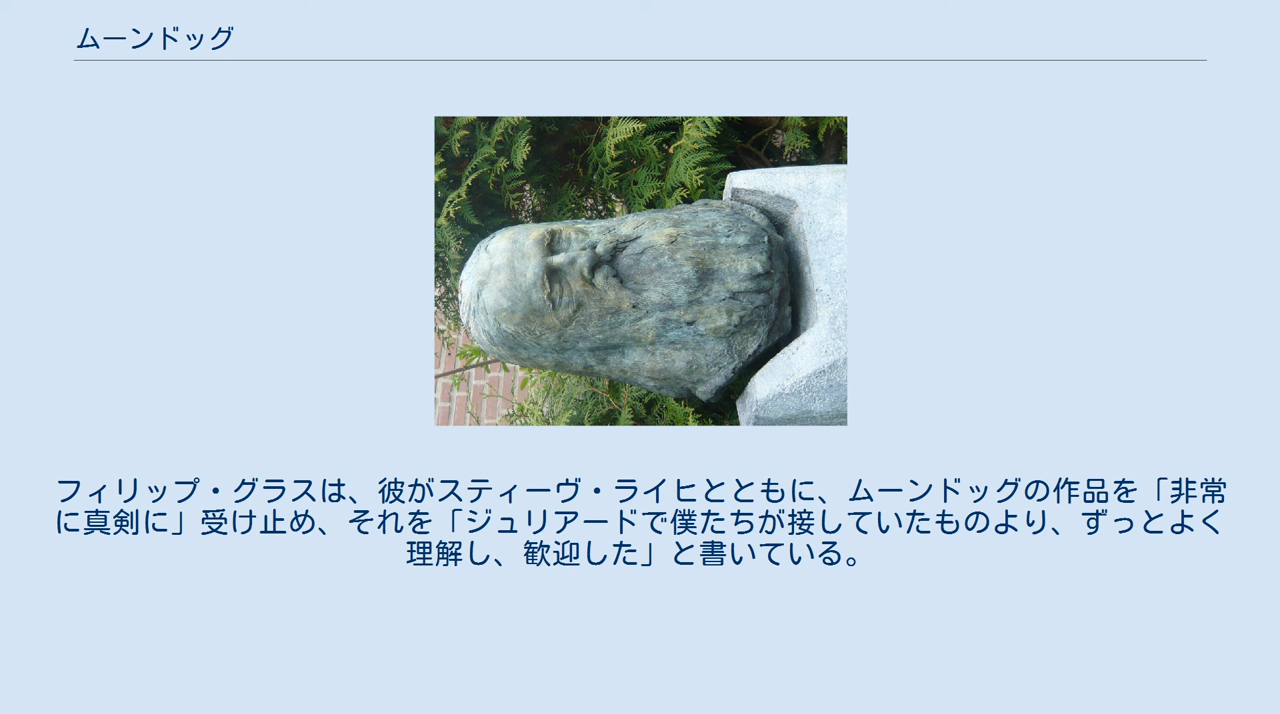 ムーンドッグ
フィリップ・グラスは、彼がスティーヴ・ライヒとともに、ムーンドッグの作品を「非常
に真剣に」受け止め、それを「ジュリアードで僕たちが接していたものより、ずっとよく
理解し、歓迎した」と書いている。